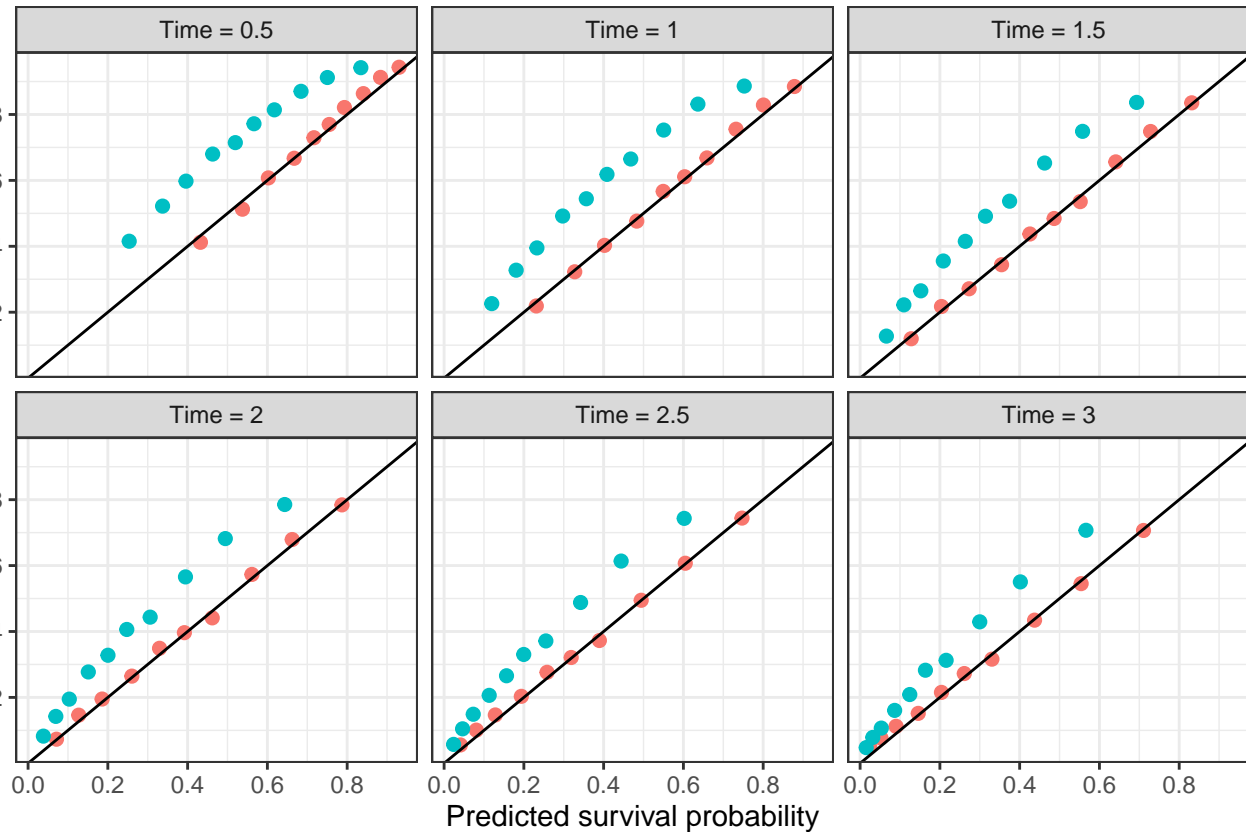 Time = 0.5 Time = 1 Time = 1.5
Time = 2 Time = 2.5 Time = 3
0.0 0.2 0.4 0.6 0.8 0.0 0.2 0.4 0.6 0.8 0.0 0.2 0.4 0.6 0.8
Predicted survival probability